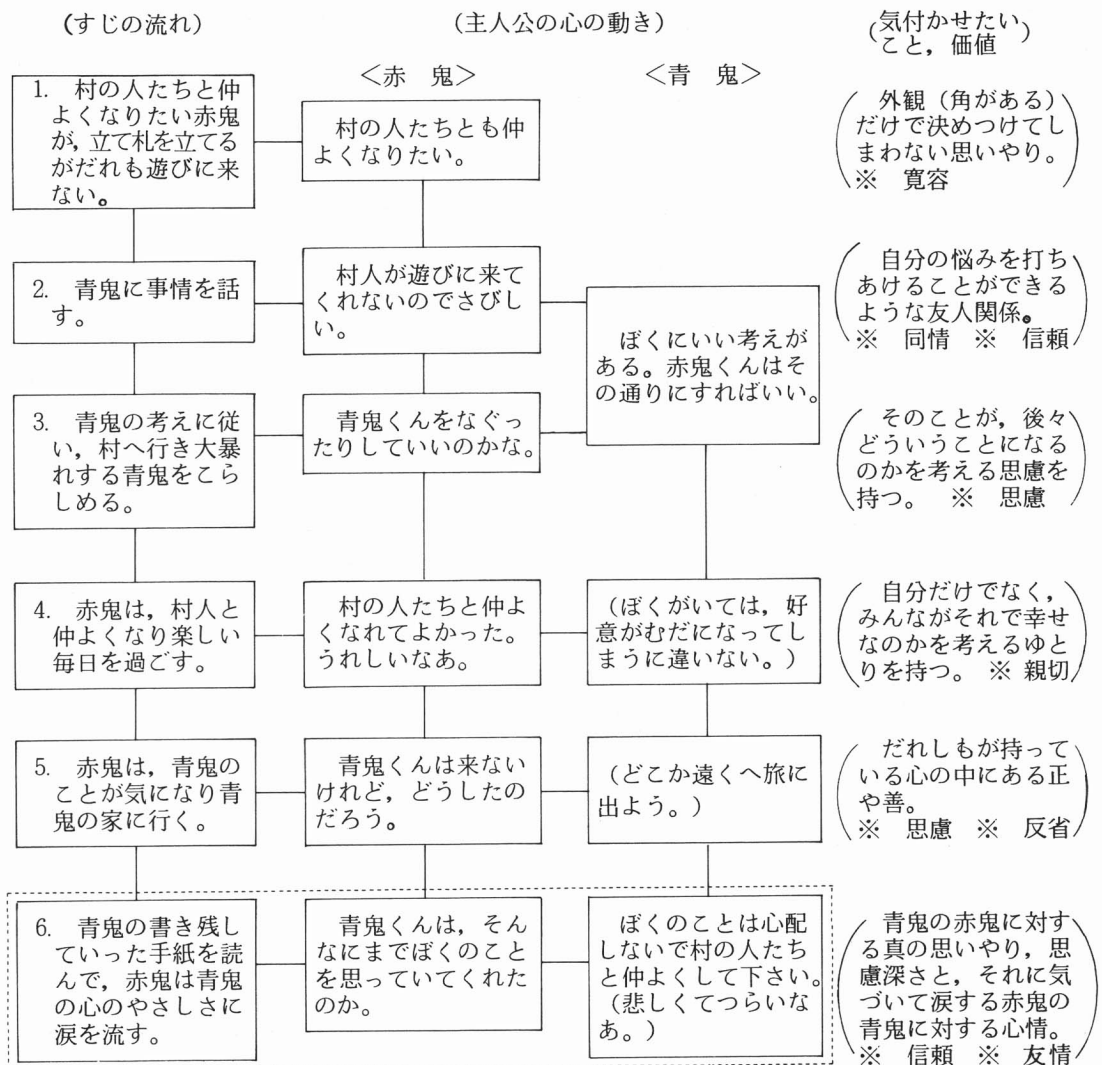 (すじの流れ)
(主人公の心の動き)
(気付かせたい
こと，価値)
＜赤　鬼＞
＜青　鬼＞
1.　村の人たちと仲
よくなりたい赤鬼
が，立て札を立てる
がだれも遊びに来
ない。
村の人たちとも仲
よくなりたい。
(　外観（角がある）
だけで決めつけてし
まわない思いやり。
※　寛容　)
2.　青鬼に事情を話
す。
村人が遊びに来て
くれないのでさびし
い。
ぼくにいい考えが
ある。赤鬼くんはそ
の通りにすればいい。
(　自分の悩みを打ち
あけることができる
ような友人関係。
※　同情　※　信頼)
3.　青鬼の考えに従
い，村へ行き大暴
れする青鬼をこら
しめる。
青鬼くんをなぐっ
たりしていいのかな。
(　そのことが，後々
どういうことになる
のかを考える思慮を
持つ。　※　思慮　)
4.　赤鬼は，村人と
仲よくなり楽しい
毎日を過ごす。
村の人たちと仲よ
くなれてよかった。
うれしいなあ。
(ぼくがいては，好
意がむだになってし
まうに違いない。)
(　自分だけでなく，
みんながそれで幸せ
なのかを考えるゆと
りを持つ。　※ 親切)
5.　赤鬼は，青鬼の
ことが気になり青
鬼の家に行く。
青鬼くんは来ない
けれど，どうしたの
だろう。
(どこか遠くへ旅に
出よう。)
(　だれしもが持って
いる心の中にある正
や善。
※　思慮　※　反省)
6.　青鬼の書き残し
ていった手紙を読
んで，赤鬼は青鬼
の心のやさしさに
涙を流す。
青鬼くんは，そん
なにまでぼくのこと
を思っていてくれた
のか。
ぼくのことは心配
しないで村の人たち
と仲よくして下さい。
(悲しくてつらいな
あ。)
(　青鬼の赤鬼に対す
る真の思いやり，思
慮深さと，それに気
づいて涙する赤鬼の
青鬼に対する心情。
※　信頼　※　友情)